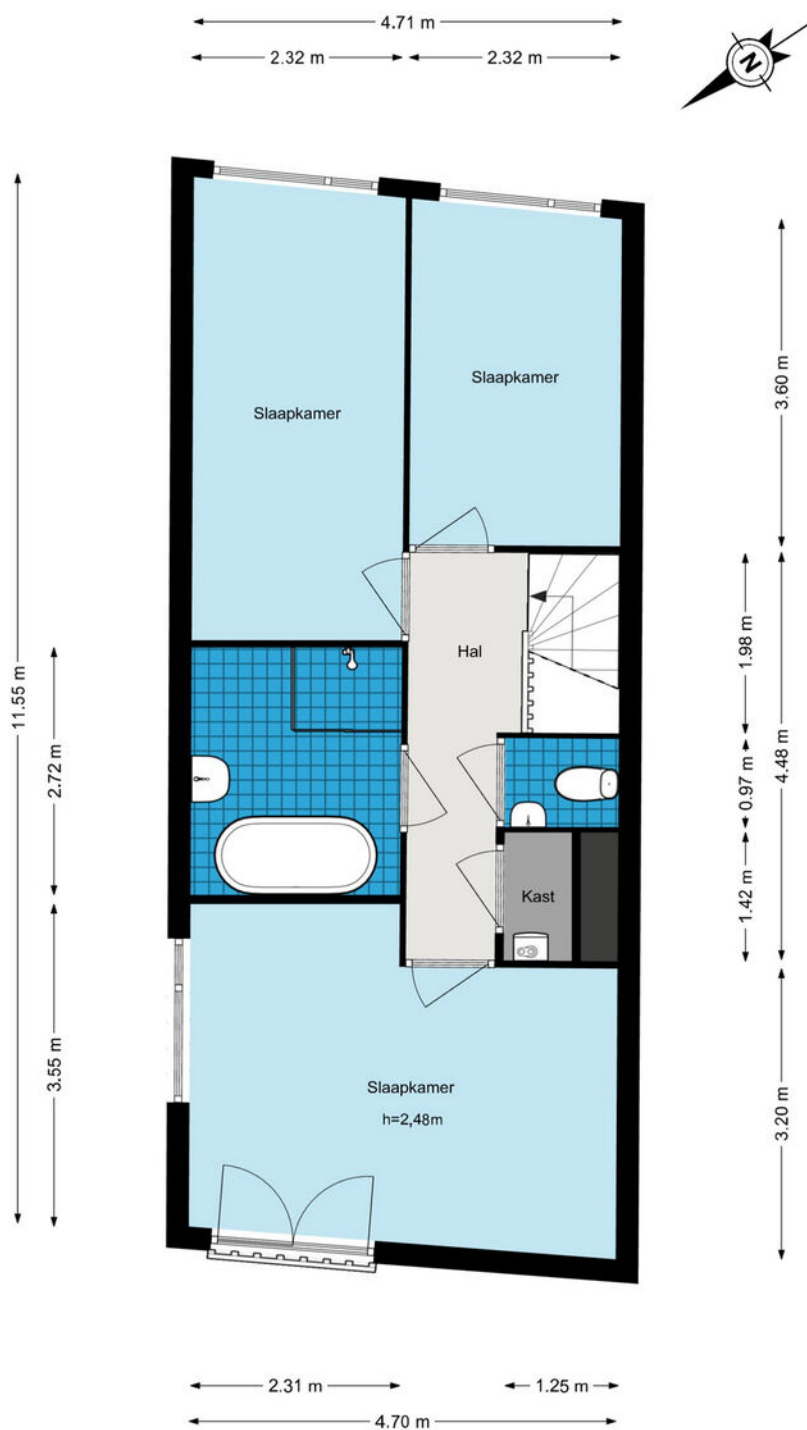 4.71 m
2.32 m
2.32 m
N
Slaapkamer
Slaapkamer
3.60 m
Hal
1.98 m
11.55 m
2.72 m
4.48 m
0.97 m
Kast
1.42 m
3.55 m
Slaapkamer
h=2,48m
3.20 m
2.31 m
1.25 m
4.70 m